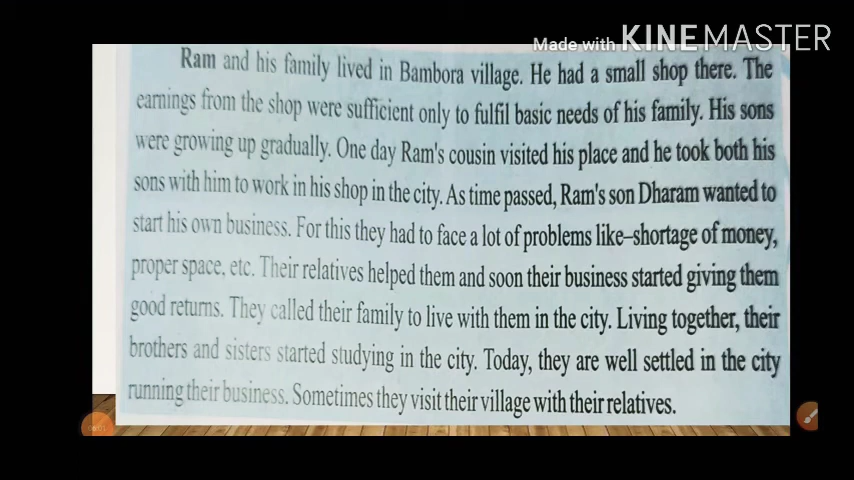 Made with KINEMASTER
Ram and his family lived in Bambora village. He had a small shop there. The
earnings from the shop were sufficient only to fulfil basic needs of his family. His sons
were growing up gradually. One day Ram's cousin visited his place and he took both his
sons with him to work in his shop in the city. As time passed, Ram's son Dharam wanted to
start his own business. For this they had to face a lot of problems like–shortage of money,
proper space, etc. Their relatives helped them and soon their business started giving them
good returns. They called their family to live with them in the city. Living together, their
brothers and sisters started studying in the city. Today, they are well settled in the city
running their business. Sometimes they visit their village with their relatives.